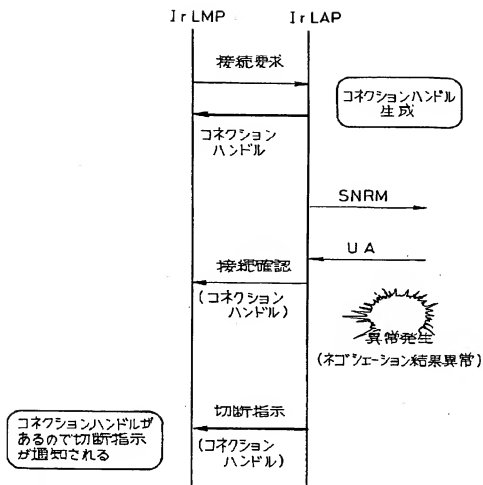 IrLMP IrLAP
接続要求
コネクションハンドル
生成
コネクション
ハンドル
SNRM
UA
接続確認
(コネクション
ハンドル)
異常発生
(ネゴシエーション結果異常)
切断指示
コネクションハンドルが
あるので切断指示
が通知される
(コネクション
ハンドル)